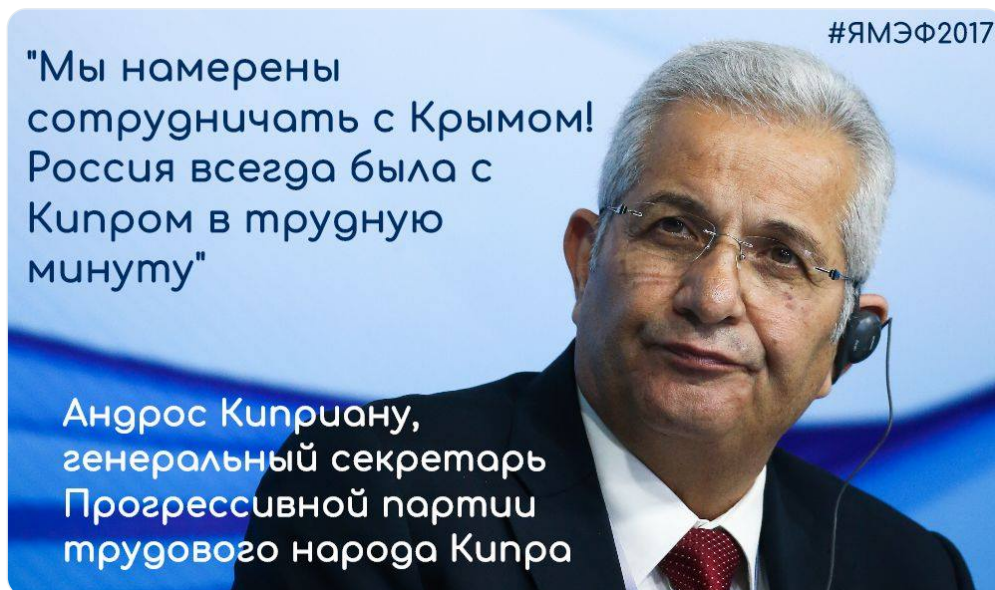 #ЯМЭФ2017
"Мы намерены
сотрудничать с Крымом!
Россия всегда была с
Кипром в трудную
минуту"
Андрос Киприану,
генеральный секретарь
Прогрессивной партии
трудового народа Кипра